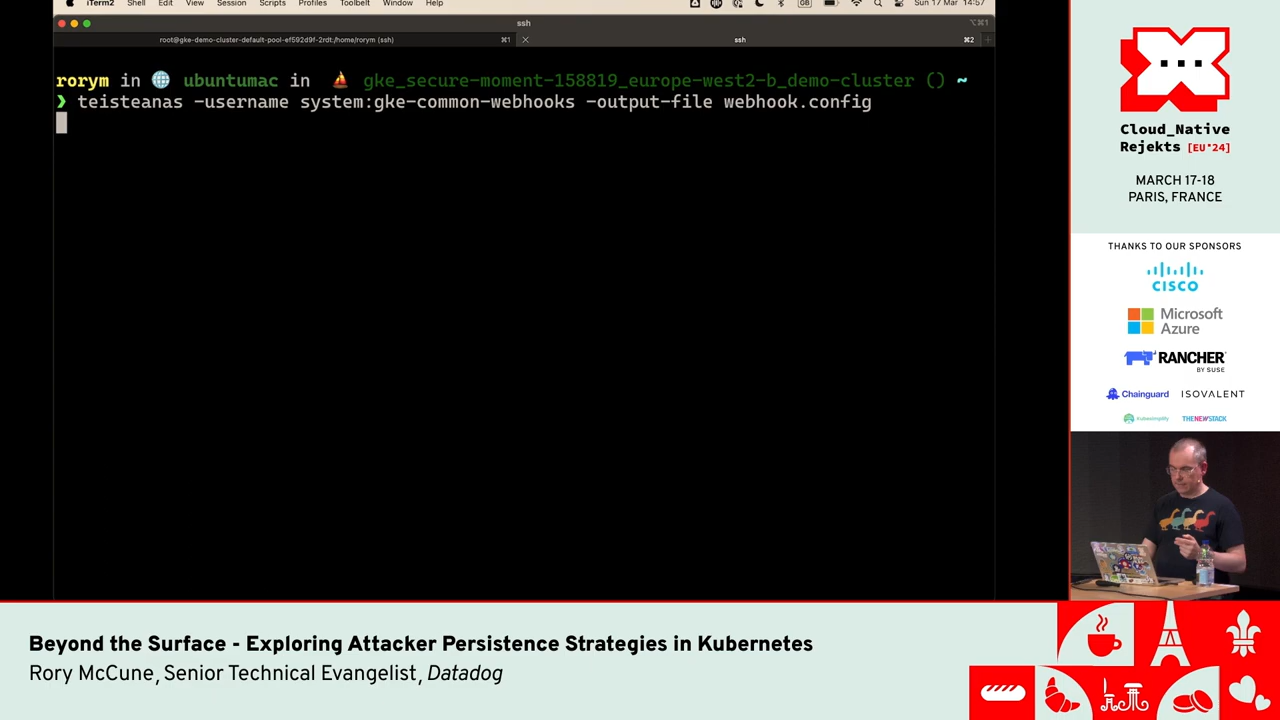 iTerm2 Shell Edit View Session Scripts Profiles Toolbelt Window Help
Sun 17 Mar 14:57
ssh
⌥⌘1
root@gke-demo-cluster-default-pool-ef592d9f-2rdt:/home/rorym (ssh) ⌘1
ssh ⌘2
rorym in 🌐 ubuntumac in ⛵ gke_secure-moment-158819_europe-west2-b_demo-cluster () ~
❯ teisteanas -username system:gke-common-webhooks -output-file webhook.config
Cloud_Native
Rejekts [EU*24]
MARCH 17-18
PARIS, FRANCE
THANKS TO OUR SPONSORS
CISCO
Microsoft
Azure
RANCHER
BY SUSE
Chainguard ISOVALENT
Kubesimplify THENEWSTACK
Beyond the Surface - Exploring Attacker Persistence Strategies in Kubernetes
Rory McCune, Senior Technical Evangelist, Datadog